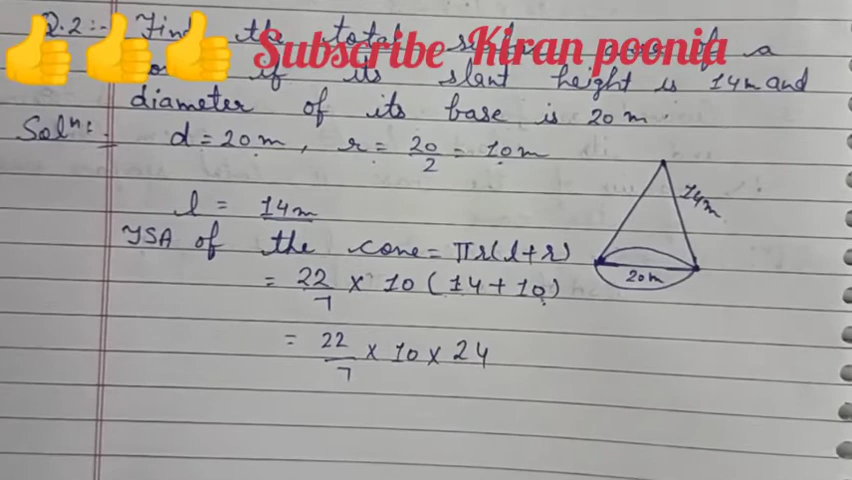 Q.2:- Find the total
Subscribe Kiran poonia
a
if its slant height is 14m and
diameter of its base is 20 m.
Solⁿ:- d = 20m, r = 20/2 = 10m
l = 14m
TSA of the cone = πr(l+r)
= 22/7 × 10 (14 + 10)
= 22/7 × 10 × 24
14m
20m